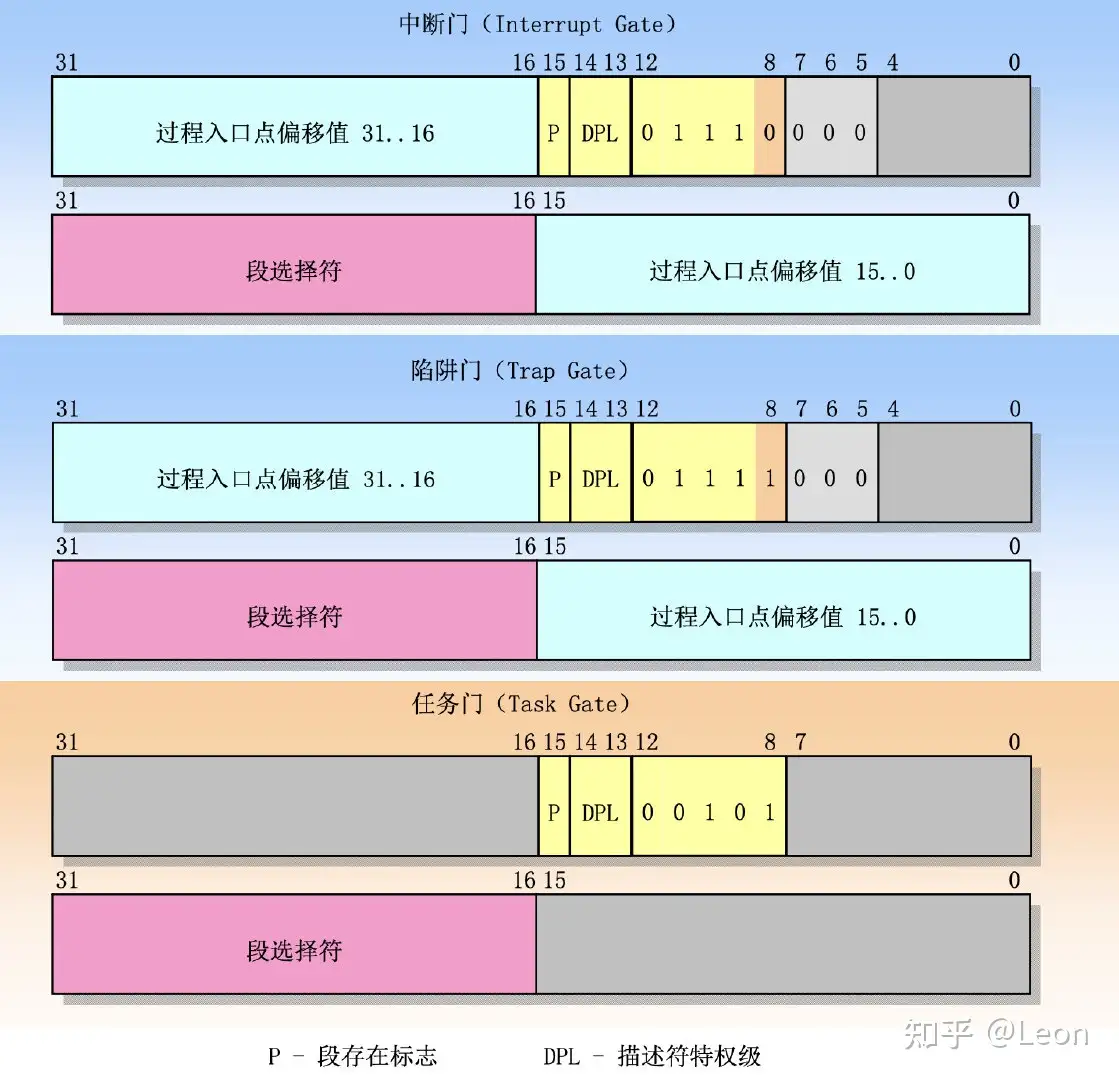 中断门（Interrupt Gate）
31 16 15 14 13 12 8 7 6 5 4 0
过程入口点偏移值 31..16 P DPL 0 1 1 1 0 0 0 0
31 16 15 0
段选择符 过程入口点偏移值 15..0
陷阱门（Trap Gate）
31 16 15 14 13 12 8 7 6 5 4 0
过程入口点偏移值 31..16 P DPL 0 1 1 1 1 0 0 0
31 16 15 0
段选择符 过程入口点偏移值 15..0
任务门（Task Gate）
31 16 15 14 13 12 8 7 0
P DPL 0 0 1 0 1
31 16 15 0
段选择符
P - 段存在标志 DPL - 描述符特权级
知乎 @Leon